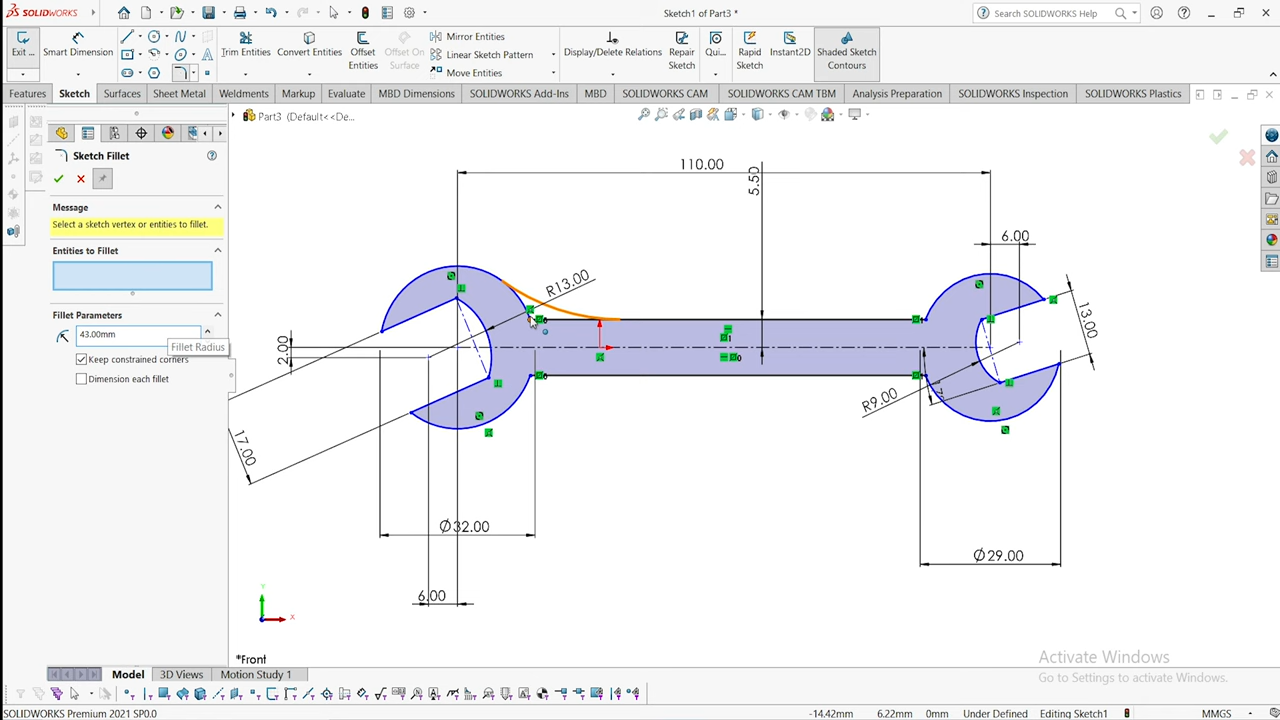 SOLIDWORKS
Sketch1 of Part3 *
Search SOLIDWORKS Help
Exit ...
Smart Dimension
Trim Entities
Convert Entities
Offset Entities
Offset On Surface
Mirror Entities
Linear Sketch Pattern
Move Entities
Display/Delete Relations
Repair Sketch
Qui...
Rapid Sketch
Instant2D
Shaded Sketch Contours
Features
Sketch
Surfaces
Sheet Metal
Weldments
Markup
Evaluate
MBD Dimensions
SOLIDWORKS Add-Ins
MBD
SOLIDWORKS CAM
SOLIDWORKS CAM TBM
Analysis Preparation
SOLIDWORKS Inspection
SOLIDWORKS Plastics
Part3 (Default<<De...
Sketch Fillet
Message
Select a sketch vertex or entities to fillet.
Entities to Fillet
Fillet Parameters
43.00mm
Fillet Radius
Keep constrained corners
Dimension each fillet
110.00
5.50
6.00
R13.00
13.00
2.00
R9.00
17.00
Ø32.00
Ø29.00
6.00
Y
X
*Front
Activate Windows
Go to Settings to activate Windows.
Model
3D Views
Motion Study 1
SOLIDWORKS Premium 2021 SP0.0
-14.42mm
6.22mm
0mm
Under Defined
Editing Sketch1
MMGS